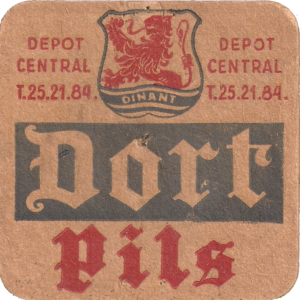 DEPOT
CENTRAL
T.25.21.84.
DINANT
DEPOT
CENTRAL
T.25.21.84.
Dort
Pils